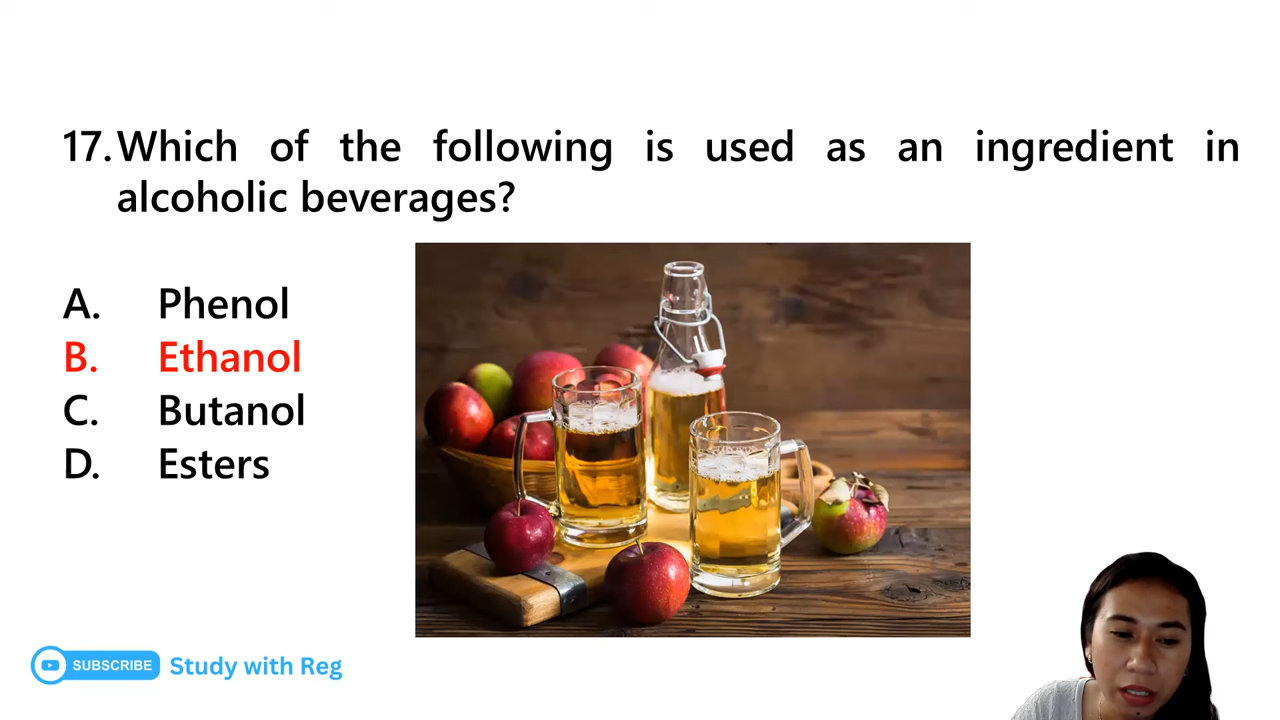 17. Which of the following is used as an ingredient in
alcoholic beverages?
A. Phenol
B. Ethanol
C. Butanol
D. Esters
SUBSCRIBE Study with Reg